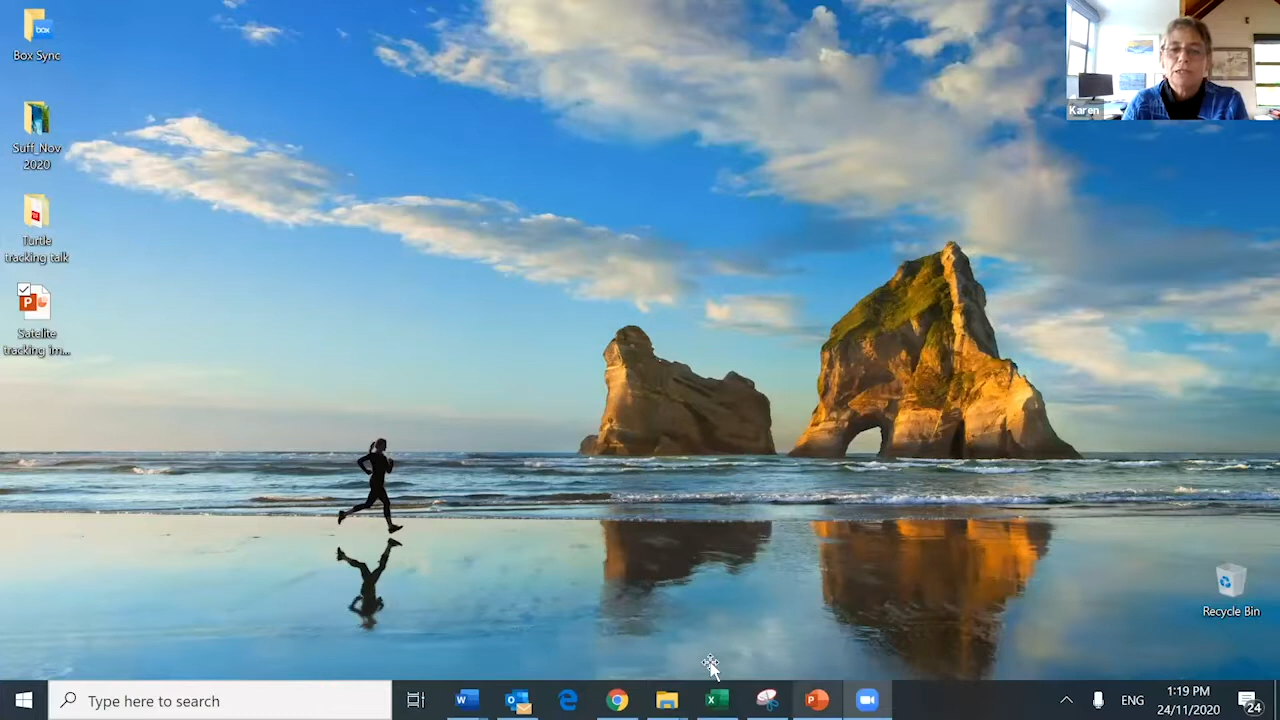 Karen
box
Box Sync
Suff_Nov
2020
Turtle
tracking talk
P
Satellite
tracking im...
Recycle Bin
Type here to search
W
O
X
P
ENG
1:19 PM
24/11/2020
24